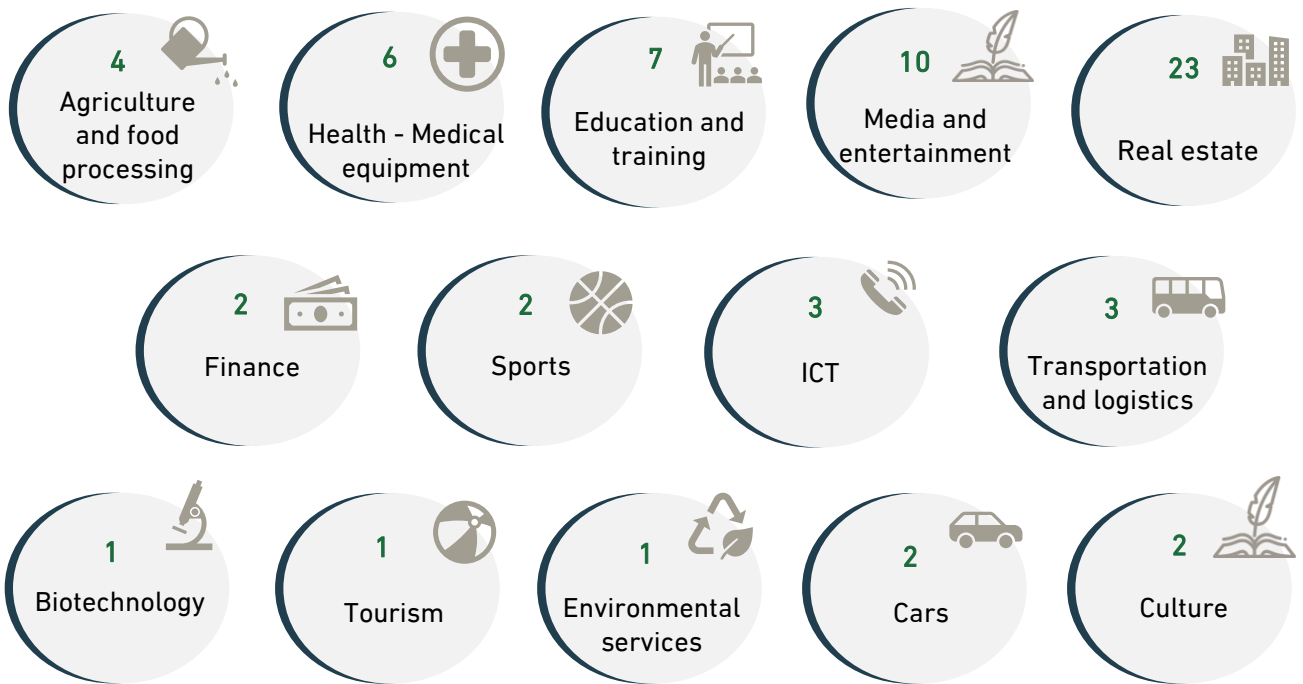 4
Agriculture
and food
processing
6
Health - Medical
equipment
7
Education and
training
10
Media and
entertainment
23
Real estate
2
Finance
2
Sports
3
ICT
3
Transportation
and logistics
1
Biotechnology
1
Tourism
1
Environmental
services
2
Cars
2
Culture